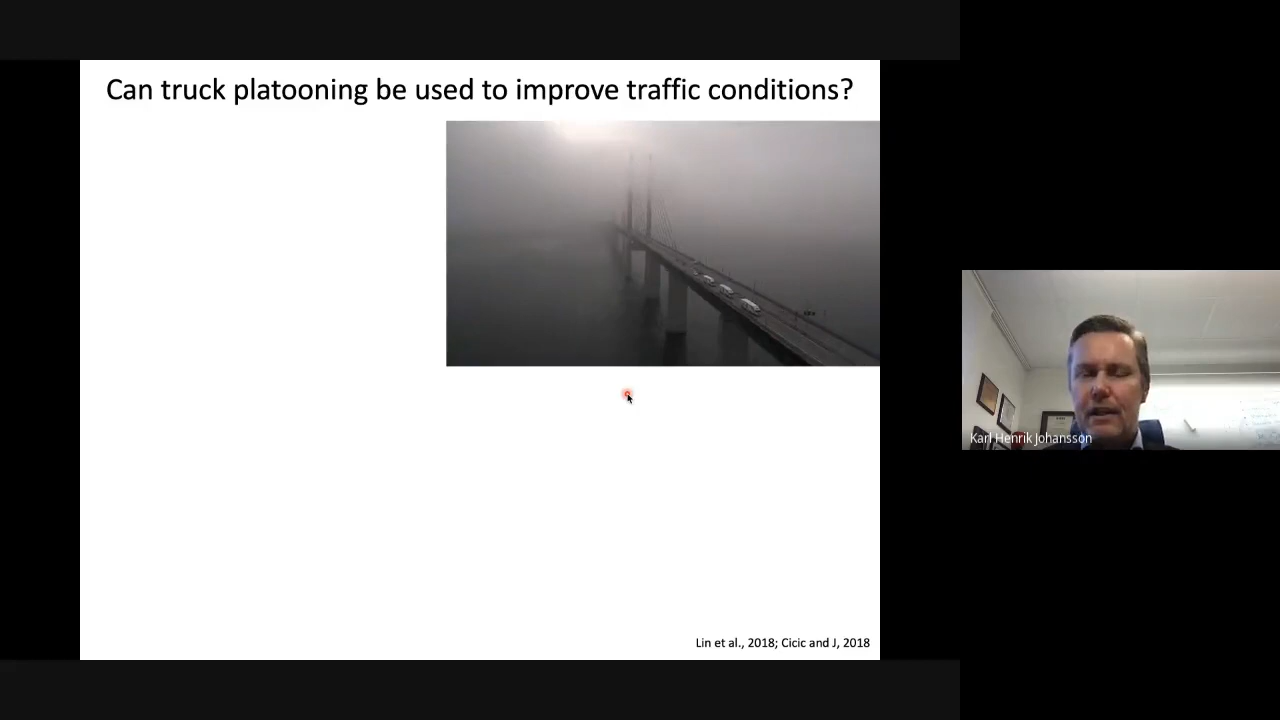 Can truck platooning be used to improve traffic conditions?
Karl Henrik Johansson
Lin et al., 2018; Cicic and J, 2018